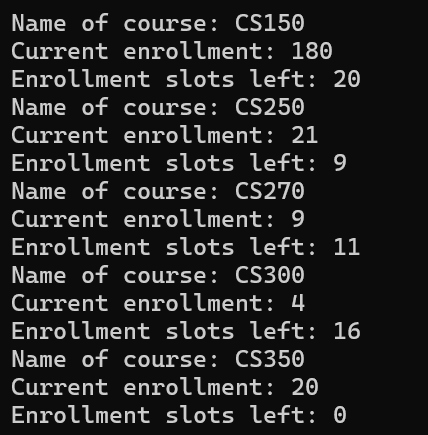 Name of course: CS150
Current enrollment: 180
Enrollment slots left: 20
Name of course: CS250
Current enrollment: 21
Enrollment slots left: 9
Name of course: CS270
Current enrollment: 9
Enrollment slots left: 11
Name of course: CS300
Current enrollment: 4
Enrollment slots left: 16
Name of course: CS350
Current enrollment: 20
Enrollment slots left: 0